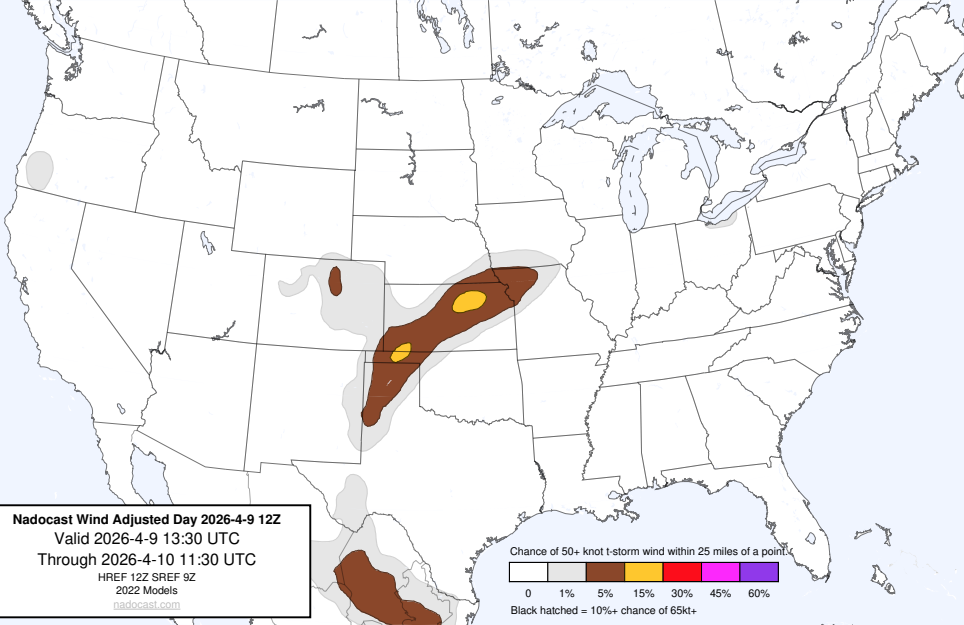 Nadocast Wind Adjusted Day 2026-4-9 12Z
Valid 2026-4-9 13:30 UTC
Through 2026-4-10 11:30 UTC
HREF 12Z SREF 9Z
2022 Models
nadocast.com
Chance of 50+ knot t-storm wind within 25 miles of a point.
0 1% 5% 15% 30% 45% 60%
Black hatched = 10%+ chance of 65kt+